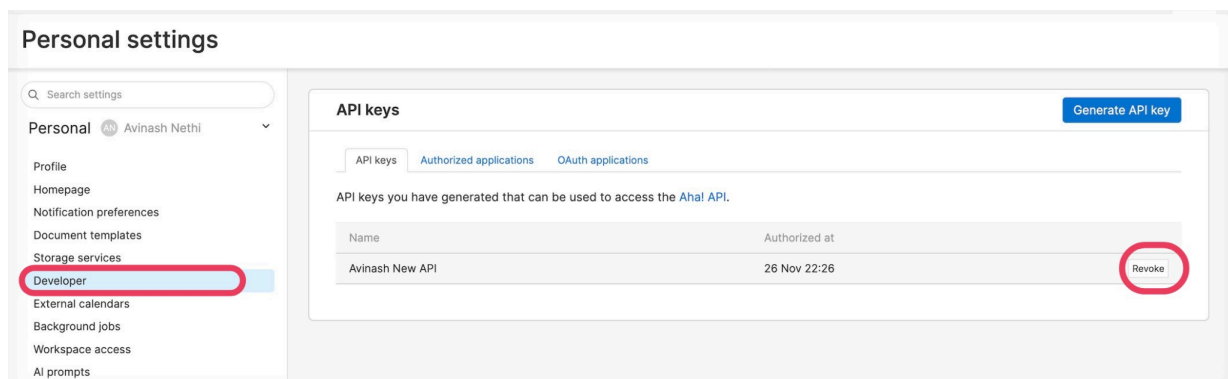 Personal settings
Search settings
Personal AN Avinash Nethi
Profile
Homepage
Notification preferences
Document templates
Storage services
Developer
External calendars
Background jobs
Workspace access
AI prompts
API keys
Generate API key
API keys Authorized applications OAuth applications
API keys you have generated that can be used to access the Aha! API.
Name Authorized at
Avinash New API 26 Nov 22:26 Revoke